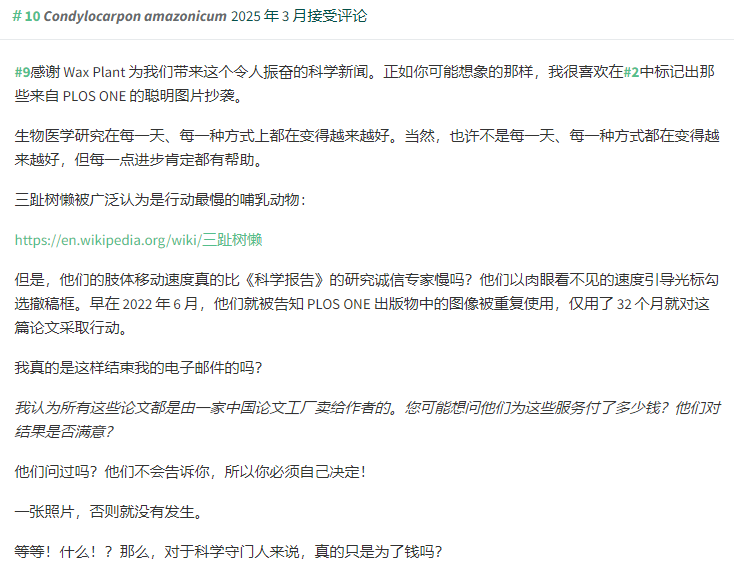 #10 Condylocarpon amazonicum 2025 年 3 月接受评论
#9感谢 Wax Plant 为我们带来这个令人振奋的科学新闻。正如你可能想象的那样，我很喜欢在#2中标记出那
些来自 PLOS ONE 的聪明图片抄袭。
生物医学研究在每一天、每一种方式上都在变得越来越好。当然，也许不是每一天、每一种方式都在变得越
来越好，但每一点进步肯定都有帮助。
三趾树懒被广泛认为是行动最慢的哺乳动物：
https://en.wikipedia.org/wiki/三趾树懒
但是，他们的肢体移动速度真的比《科学报告》的研究诚信专家慢吗？他们以肉眼看不见的速度引导光标勾
选撤稿框。早在 2022 年 6 月，他们就被告知 PLOS ONE 出版物中的图像被重复使用，仅用了 32 个月就对这
篇论文采取行动。
我真的是这样结束我的电子邮件的吗？
我认为所有这些论文都是由一家中国论文工厂卖给作者的。您可能想问他们为这些服务付了多少钱？他们对
结果是否满意？
他们问过吗？他们不会告诉你，所以你必须自己决定！
一张照片，否则就没有发生。
等等！什么！？那么，对于科学守门人来说，真的只是为了钱吗？